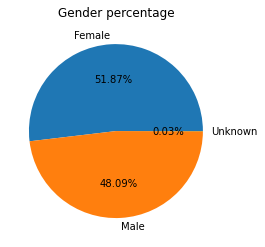 Gender percentage
Female
51.87%
0.03%
Unknown
48.09%
Male